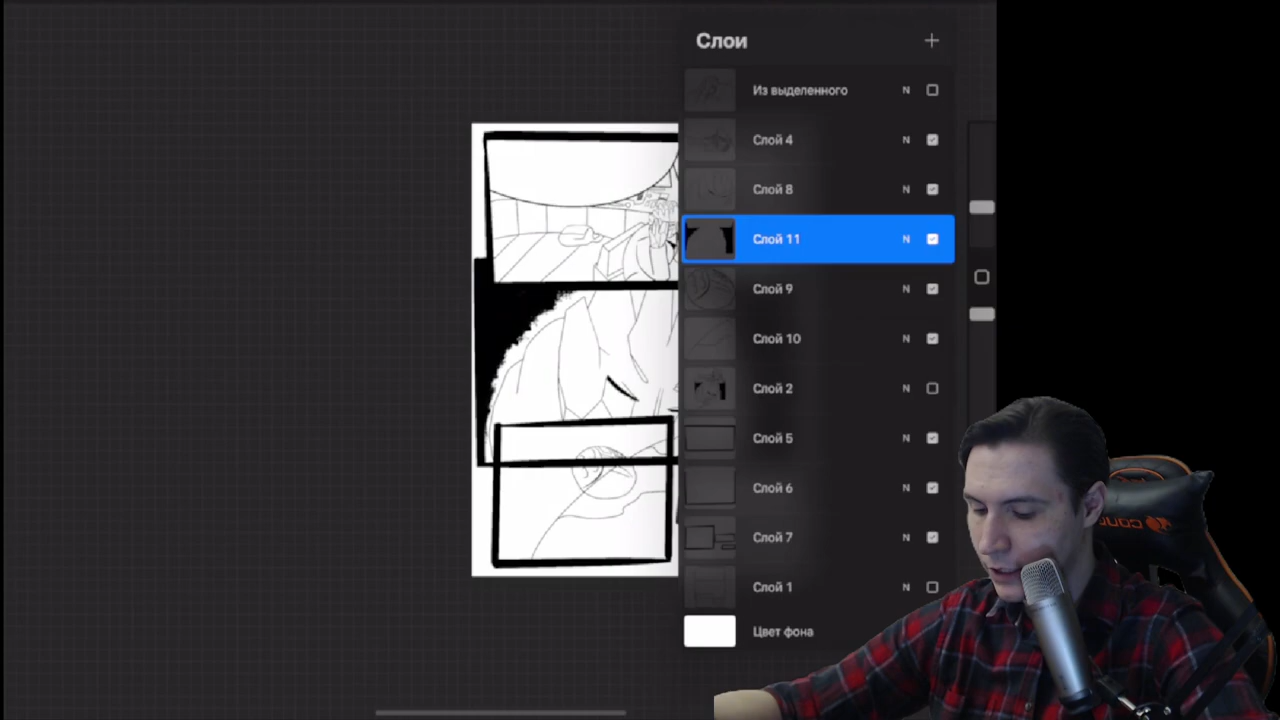 Слои
Из выделенного N
Слой 4 N
Слой 8 N
Слой 11 N
Слой 9 N
Слой 10 N
Слой 2 N
Слой 5 N
Слой 6 N
Слой 7 N
Слой 1 N
Цвет фона